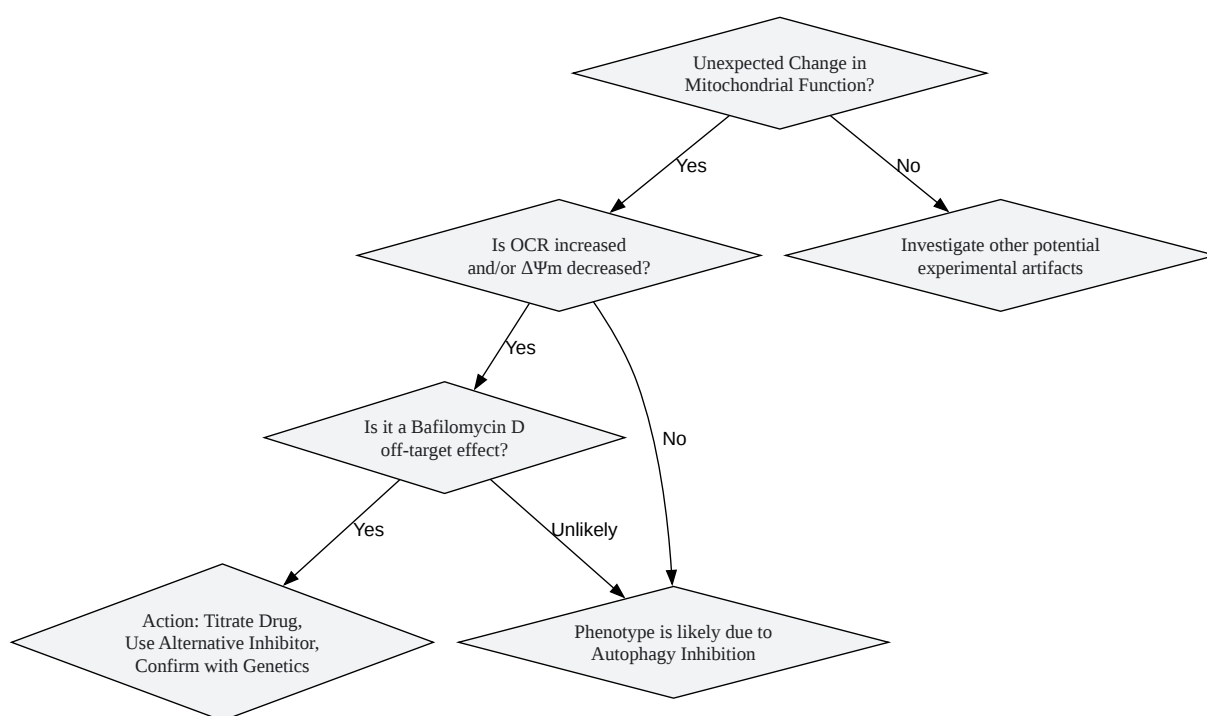 Unexpected Change in
Mitochondrial Function?
Yes
No
Is OCR increased
and/or ΔΨm decreased?
Investigate other potential
experimental artifacts
Yes
Is it a Bafilomycin D
off-target effect?
No
Yes
Unlikely
Action: Titrate Drug,
Use Alternative Inhibitor,
Confirm with Genetics
Phenotype is likely due to
Autophagy Inhibition